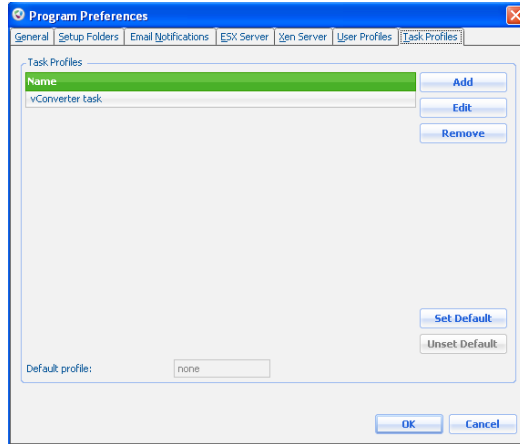 Program Preferences
General Setup Folders Email Notifications ESX Server Xen Server User Profiles Task Profiles
Task Profiles
Name
vConverter task
Add
Edit
Remove
Set Default
Unset Default
Default profile: none
OK Cancel